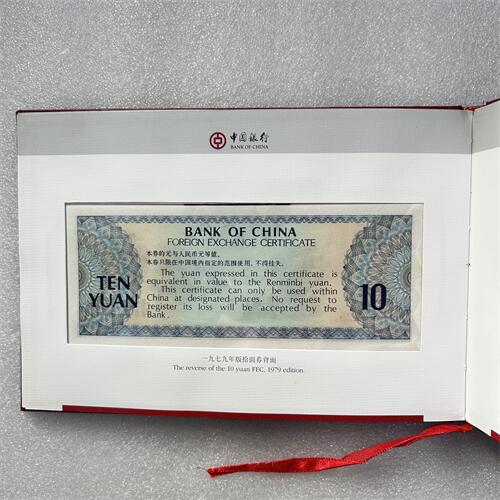 中国银行
BANK OF CHINA
BANK OF CHINA
FOREIGN EXCHANGE CERTIFICATE
本券的元与人民币元等值。
本券只限在中国境内指定的范围使用，不得挂失。
The yuan expressed in this certificate is
equivalent in value to the Renminbi yuan.
This certificate can only be used within
China at designated places. No request to
register its loss will be accepted by the
Bank.
TEN
YUAN
10
一九七九年版拾圆券背面
The reverse of the 10 yuan FEC, 1979 edition.